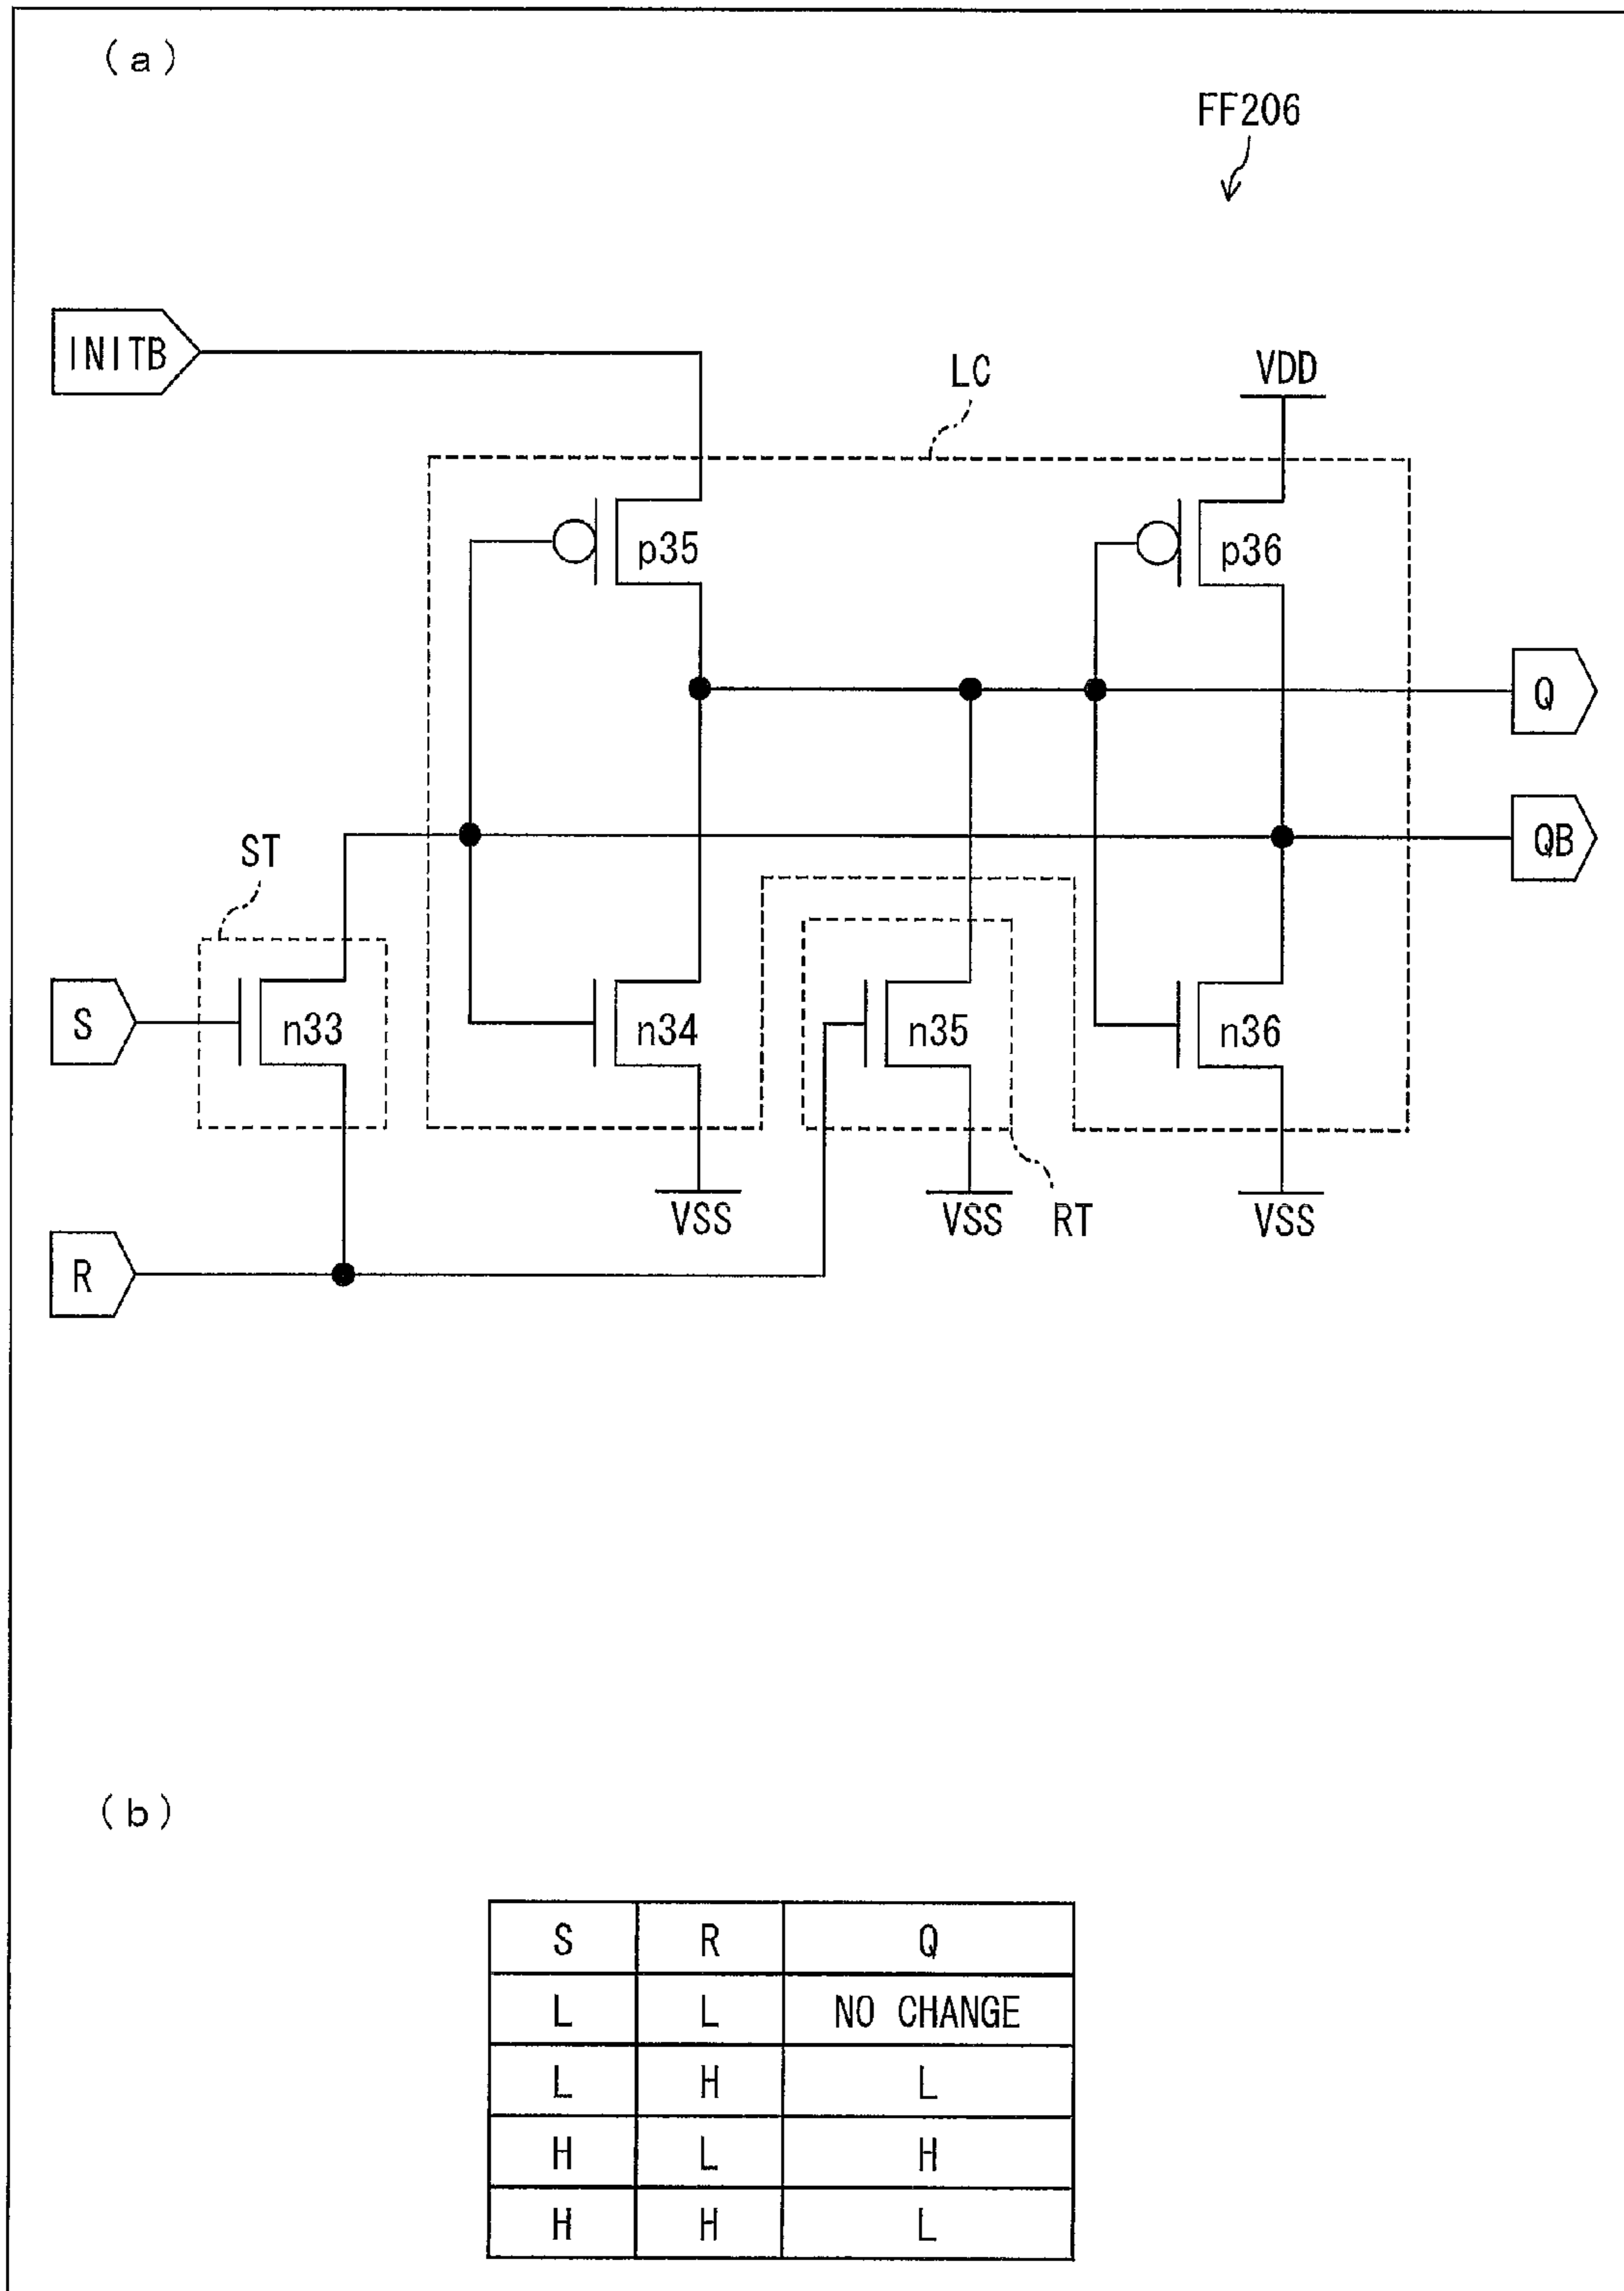 (a)
FF206
INITB
LC
VDD
p35
p36
Q
QB
ST
S
n33
n34
n35
n36
VSS
VSS
RT
VSS
R
(b)
S R Q
L L NO CHANGE
L H L
H L H
H H L